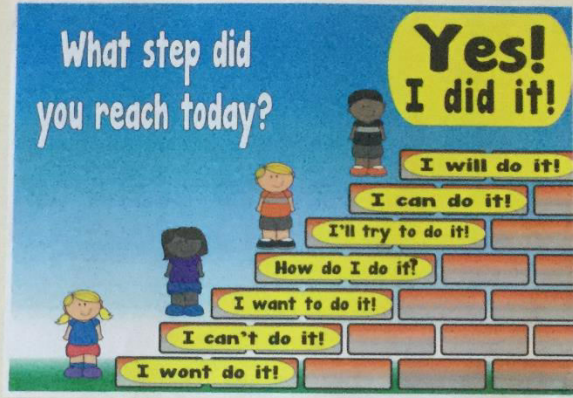 What step did
you reach today?
Yes!
I did it!
I will do it!
I can do it!
I'll try to do it!
How do I do it?
I want to do it!
I can't do it!
I wont do it!